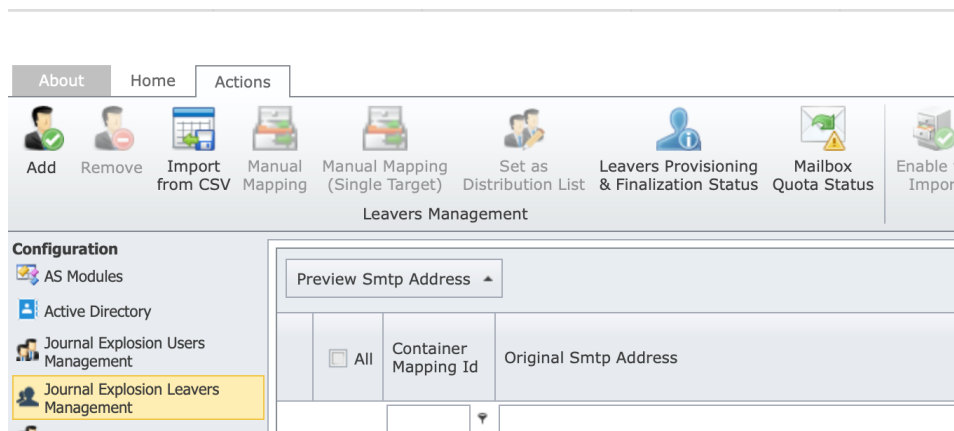 About
Home
Actions
Add
Remove
Import
from CSV
Manual
Mapping
Manual Mapping
(Single Target)
Set as
Distribution List
Leavers Provisioning
& Finalization Status
Mailbox
Quota Status
Enable
Leavers Management
Configuration
AS Modules
Active Directory
Journal Explosion Users
Management
Journal Explosion Leavers
Management
Preview Smtp Address
All
Container
Mapping Id
Original Smtp Address